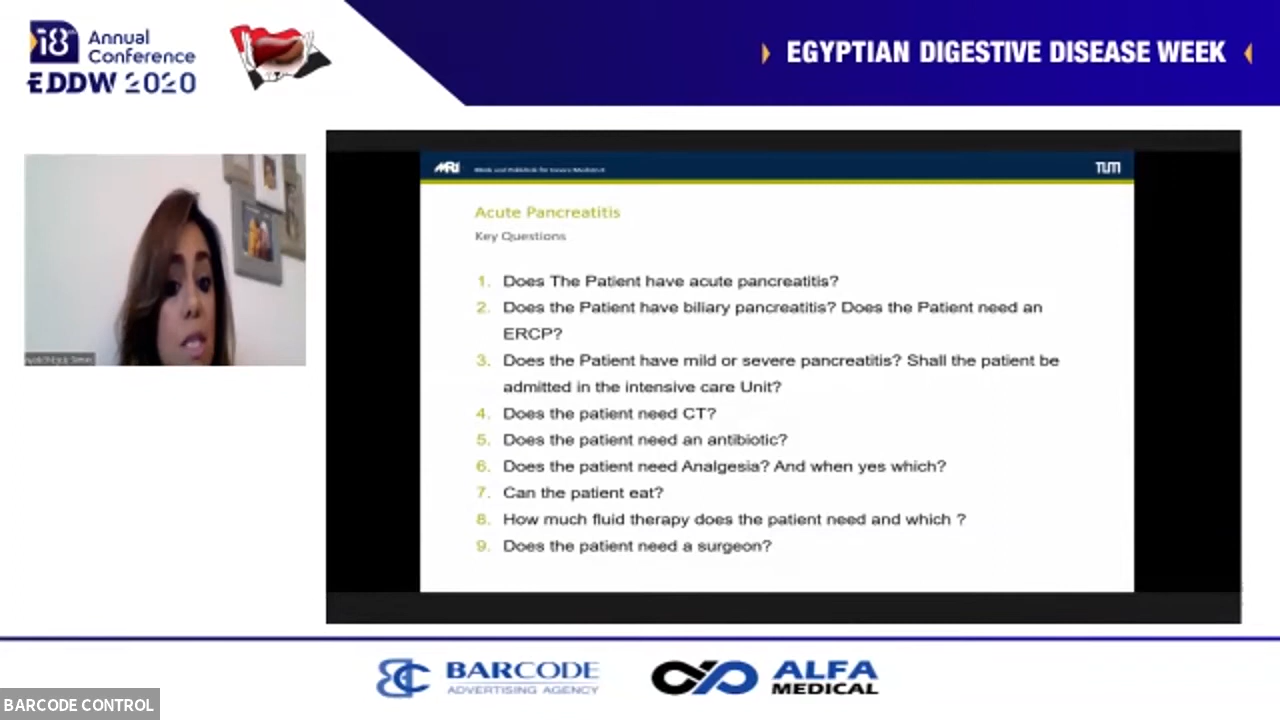 18th Annual
Conference
EDDW 2020
EGYPTIAN DIGESTIVE DISEASE WEEK
MRI
TUM
Acute Pancreatitis
Key Questions
1. Does The Patient have acute pancreatitis?
2. Does the Patient have biliary pancreatitis? Does the Patient need an
ERCP?
3. Does the Patient have mild or severe pancreatitis? Shall the patient be
admitted in the intensive care Unit?
4. Does the patient need CT?
5. Does the patient need an antibiotic?
6. Does the patient need Analgesia? And when yes which?
7. Can the patient eat?
8. How much fluid therapy does the patient need and which ?
9. Does the patient need a surgeon?
BARCODE
ADVERTISING AGENCY
ALFA
MEDICAL
BARCODE CONTROL